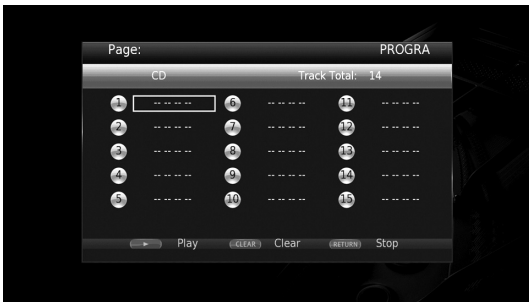 Page: PROGRA
CD Track Total: 14
1 -- -- -- -- 6 -- -- -- -- 11 -- -- -- --
2 -- -- -- -- 7 -- -- -- -- 12 -- -- -- --
3 -- -- -- -- 8 -- -- -- -- 13 -- -- -- --
4 -- -- -- -- 9 -- -- -- -- 14 -- -- -- --
5 -- -- -- -- 10 -- -- -- -- 15 -- -- -- --
Play CLEAR Clear RETURN Stop